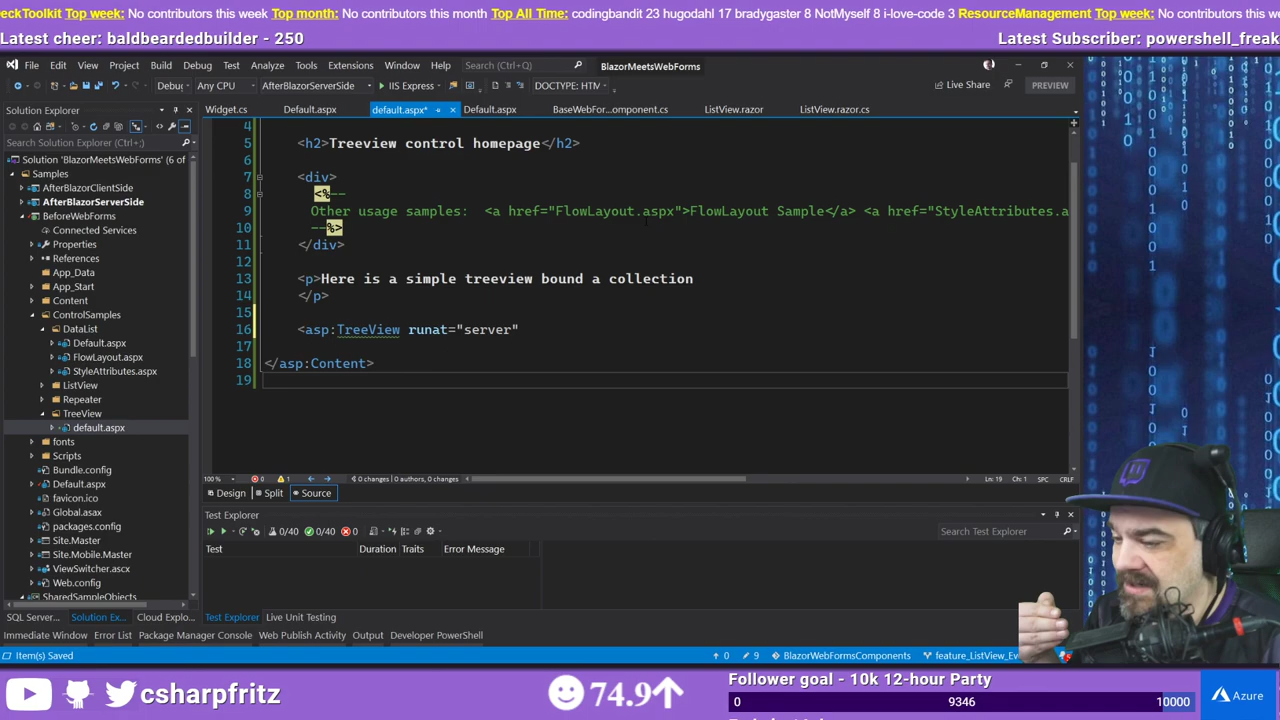 eckToolkit Top week: No contributors this week Top month: No contributors this month Top All Time: codingbandit 23 hugodahl 17 bradygaster 8 NotMyself 8 i-love-code 3 ResourceManagement Top week: No contributors this we
Latest cheer: baldbeardedbuilder - 250
Latest Subscriber: powershell_freak
File Edit View Project Build Debug Test Analyze Tools Extensions Window Help Search (Ctrl+Q) BlazorMeetsWebForms
Debug Any CPU AfterBlazorServerSide IIS Express DOCTYPE: HTM Live Share PREVIEW
Solution Explorer
Widget.cs Default.aspx default.aspx* Default.aspx BaseWebFor...omponent.cs ListView.razor ListView.razor.cs
Search Solution Explorer (Ctrl+;)
Solution 'BlazorMeetsWebForms' (6 of
Samples
AfterBlazorClientSide
AfterBlazorServerSide
BeforeWebForms
Connected Services
Properties
References
App_Data
App_Start
Content
ControlSamples
DataList
Default.aspx
FlowLayout.aspx
StyleAttributes.aspx
ListView
Repeater
TreeView
default.aspx
fonts
Scripts
Bundle.config
Default.aspx
favicon.ico
Global.asax
packages.config
Site.Master
Site.Mobile.Master
ViewSwitcher.ascx
Web.config
SharedSampleObjects
4
5 <h2>Treeview control homepage</h2>
6
7 <div>
8 <%--
9 Other usage samples:  <a href="FlowLayout.aspx">FlowLayout Sample</a> <a href="StyleAttributes.a
10 --%>
11 </div>
12
13 <p>Here is a simple treeview bound a collection
14 </p>
15
16 <asp:TreeView runat="server"
17
18 </asp:Content>
19
100 % 0 1 0 changes | 0 authors, 0 changes Ln: 19 Ch: 1 SPC CRLF
Design Split Source
Test Explorer
0/40 0/40 0 Search Test Explorer
Test Duration Traits Error Message
SQL Server... Solution Ex... Cloud Explo... Test Explorer Live Unit Testing
Immediate Window Error List Package Manager Console Web Publish Activity Output Developer PowerShell
Item(s) Saved 0 9 BlazorWebFormsComponents feature_ListView_Ev
csharpfritz
74.9
Follower goal - 10k 12-hour Party
0 9346 10000
Azure